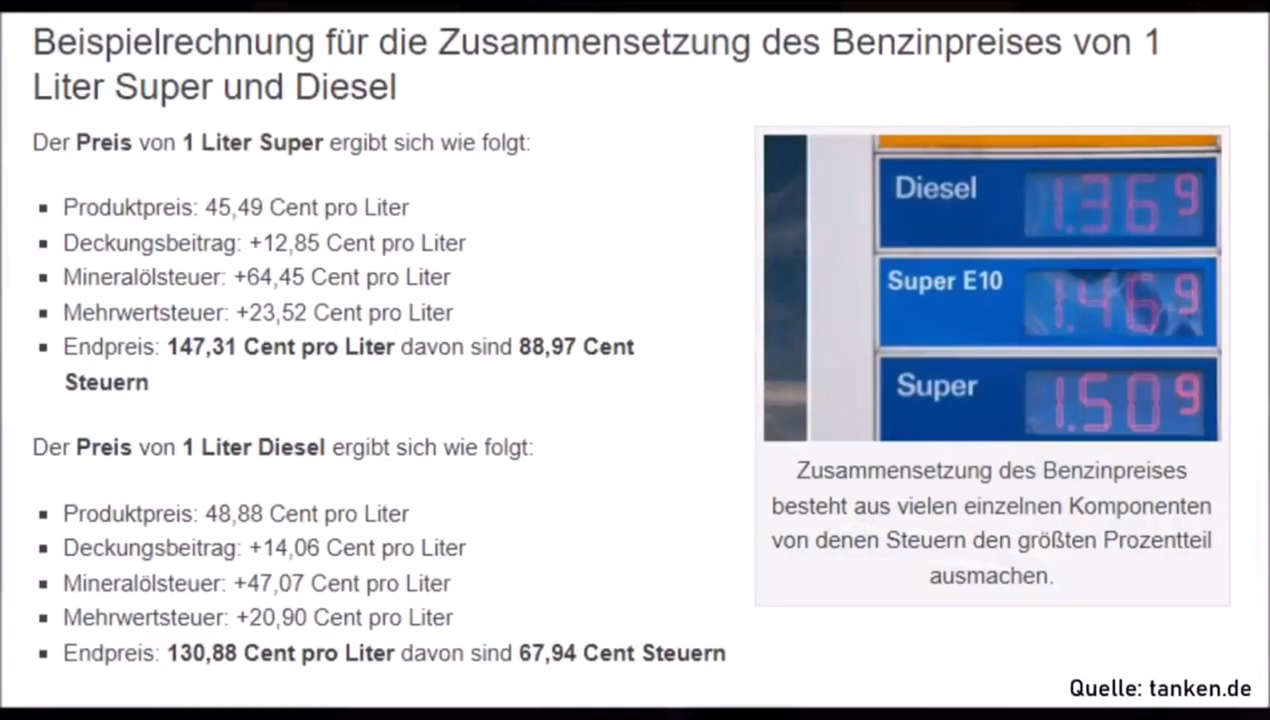 Beispielrechnung für die Zusammensetzung des Benzinpreises von 1
Liter Super und Diesel
Der Preis von 1 Liter Super ergibt sich wie folgt:
▪ Produktpreis: 45,49 Cent pro Liter
▪ Deckungsbeitrag: +12,85 Cent pro Liter
▪ Mineralölsteuer: +64,45 Cent pro Liter
▪ Mehrwertsteuer: +23,52 Cent pro Liter
▪ Endpreis: 147,31 Cent pro Liter davon sind 88,97 Cent
Steuern
Der Preis von 1 Liter Diesel ergibt sich wie folgt:
▪ Produktpreis: 48,88 Cent pro Liter
▪ Deckungsbeitrag: +14,06 Cent pro Liter
▪ Mineralölsteuer: +47,07 Cent pro Liter
▪ Mehrwertsteuer: +20,90 Cent pro Liter
▪ Endpreis: 130,88 Cent pro Liter davon sind 67,94 Cent Steuern
Diesel 1.369
Super E10 1.469
Super 1.509
Zusammensetzung des Benzinpreises
besteht aus vielen einzelnen Komponenten
von denen Steuern den größten Prozentteil
ausmachen.
Quelle: tanken.de